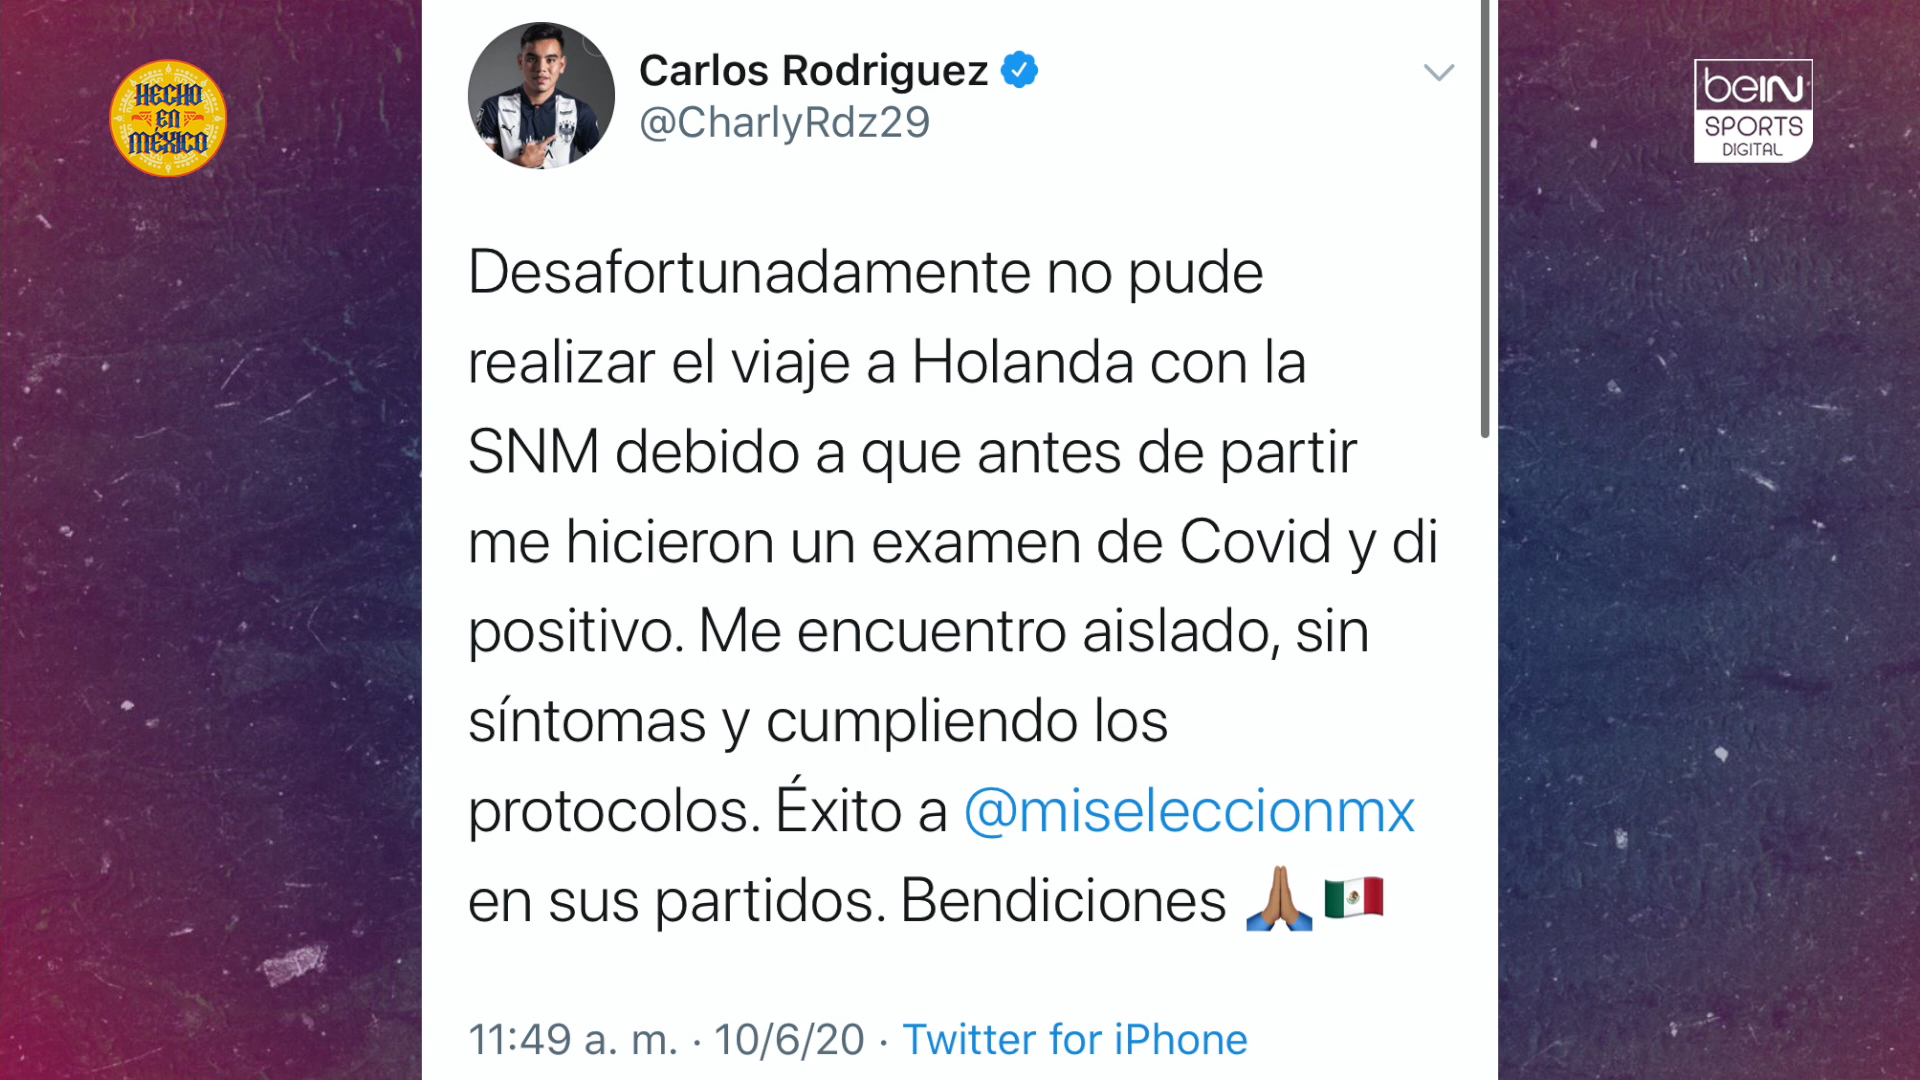 HECHO
EN
MÉXICO
beIN
SPORTS
DIGITAL
Carlos Rodriguez
@CharlyRdz29
Desafortunadamente no pude
realizar el viaje a Holanda con la
SNM debido a que antes de partir
me hicieron un examen de Covid y di
positivo. Me encuentro aislado, sin
síntomas y cumpliendo los
protocolos. Éxito a @miseleccionmx
en sus partidos. Bendiciones 🙏🏽🇲🇽
11:49 a. m. · 10/6/20 · Twitter for iPhone